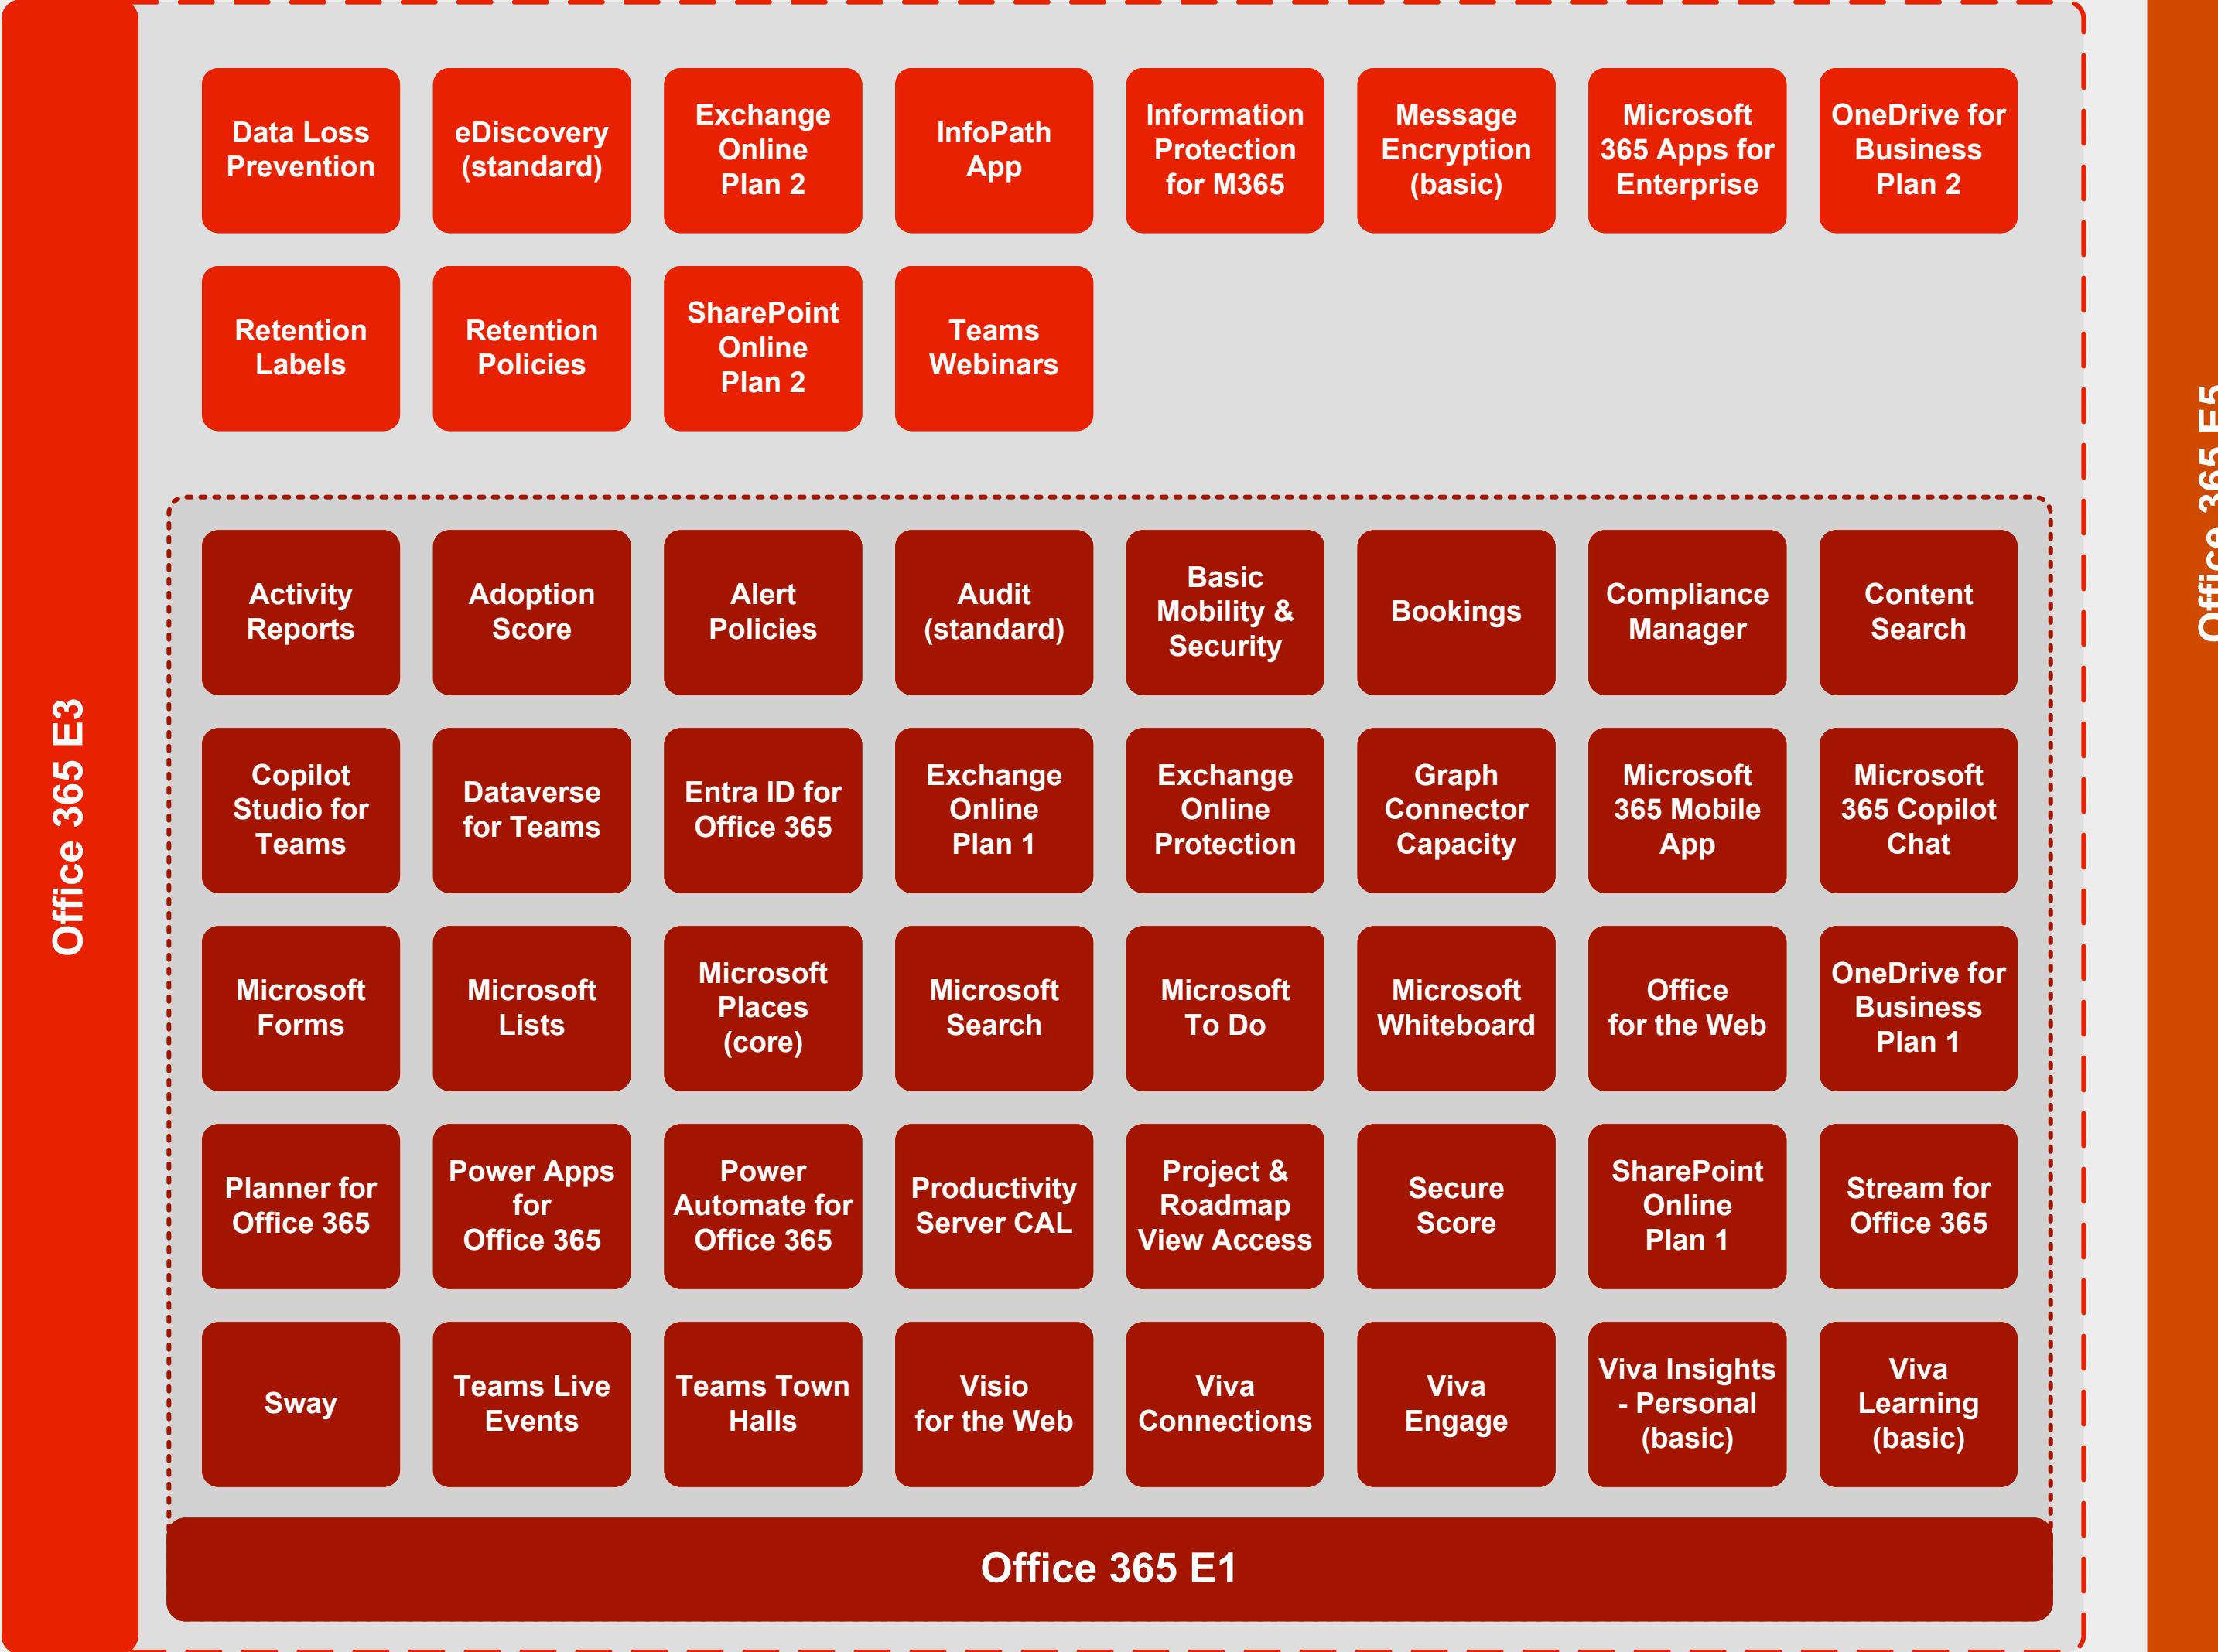 Data Loss
Prevention
eDiscovery
(standard)
Exchange
Online
Plan 2
InfoPath
App
Information
Protection
for M365
Message
Encryption
(basic)
Microsoft
365 Apps for
Enterprise
OneDrive for
Business
Plan 2
Retention
Labels
Retention
Policies
SharePoint
Online
Plan 2
Teams
Webinars
Office 365 E3
Office 365 E5
Activity
Reports
Adoption
Score
Alert
Policies
Audit
(standard)
Basic
Mobility &
Security
Bookings
Compliance
Manager
Content
Search
Copilot
Studio for
Teams
Dataverse
for Teams
Entra ID for
Office 365
Exchange
Online
Plan 1
Exchange
Online
Protection
Graph
Connector
Capacity
Microsoft
365 Mobile
App
Microsoft
365 Copilot
Chat
Microsoft
Forms
Microsoft
Lists
Microsoft
Places
(core)
Microsoft
Search
Microsoft
To Do
Microsoft
Whiteboard
Office
for the Web
OneDrive for
Business
Plan 1
Planner for
Office 365
Power Apps
for
Office 365
Power
Automate for
Office 365
Productivity
Server CAL
Project &
Roadmap
View Access
Secure
Score
SharePoint
Online
Plan 1
Stream for
Office 365
Sway
Teams Live
Events
Teams Town
Halls
Visio
for the Web
Viva
Connections
Viva
Engage
Viva Insights
- Personal
(basic)
Viva
Learning
(basic)
Office 365 E1